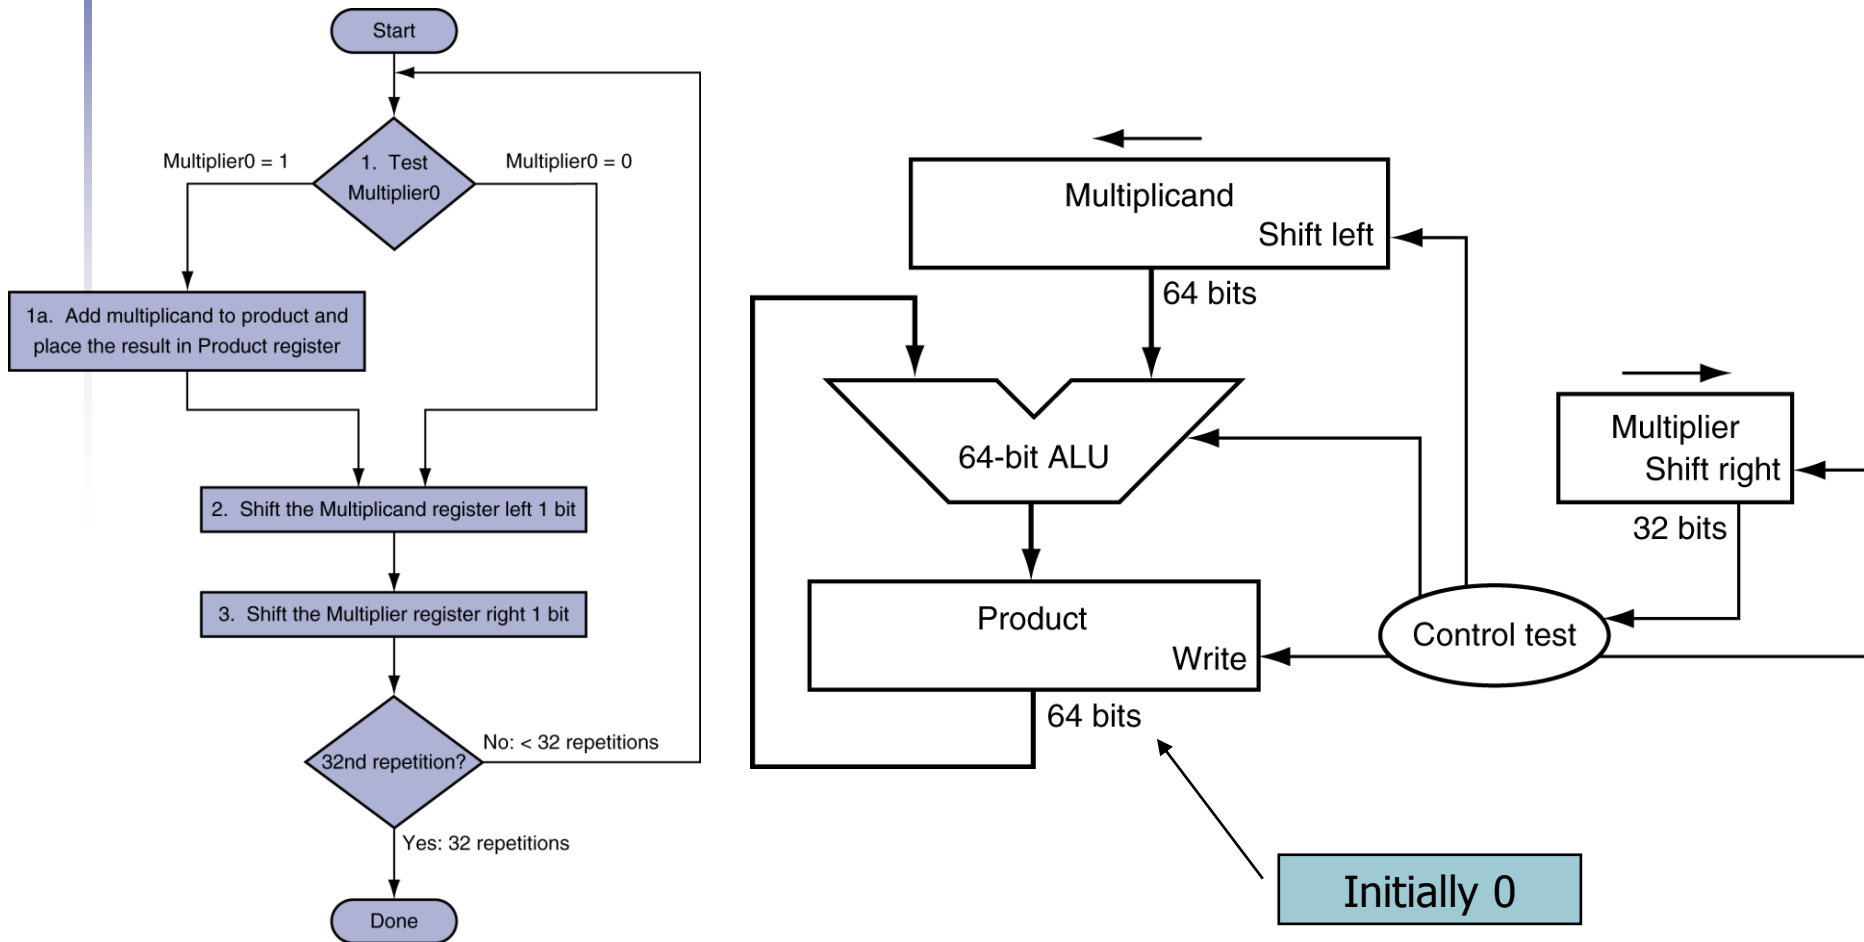 Start
Multiplier0 = 1
1. Test
Multiplier0
Multiplier0 = 0
1a. Add multiplicand to product and
place the result in Product register
2. Shift the Multiplicand register left 1 bit
3. Shift the Multiplier register right 1 bit
32nd repetition?
No: < 32 repetitions
Yes: 32 repetitions
Done
Multiplicand
Shift left
64 bits
64-bit ALU
Multiplier
Shift right
32 bits
Product
Write
Control test
64 bits
Initially 0